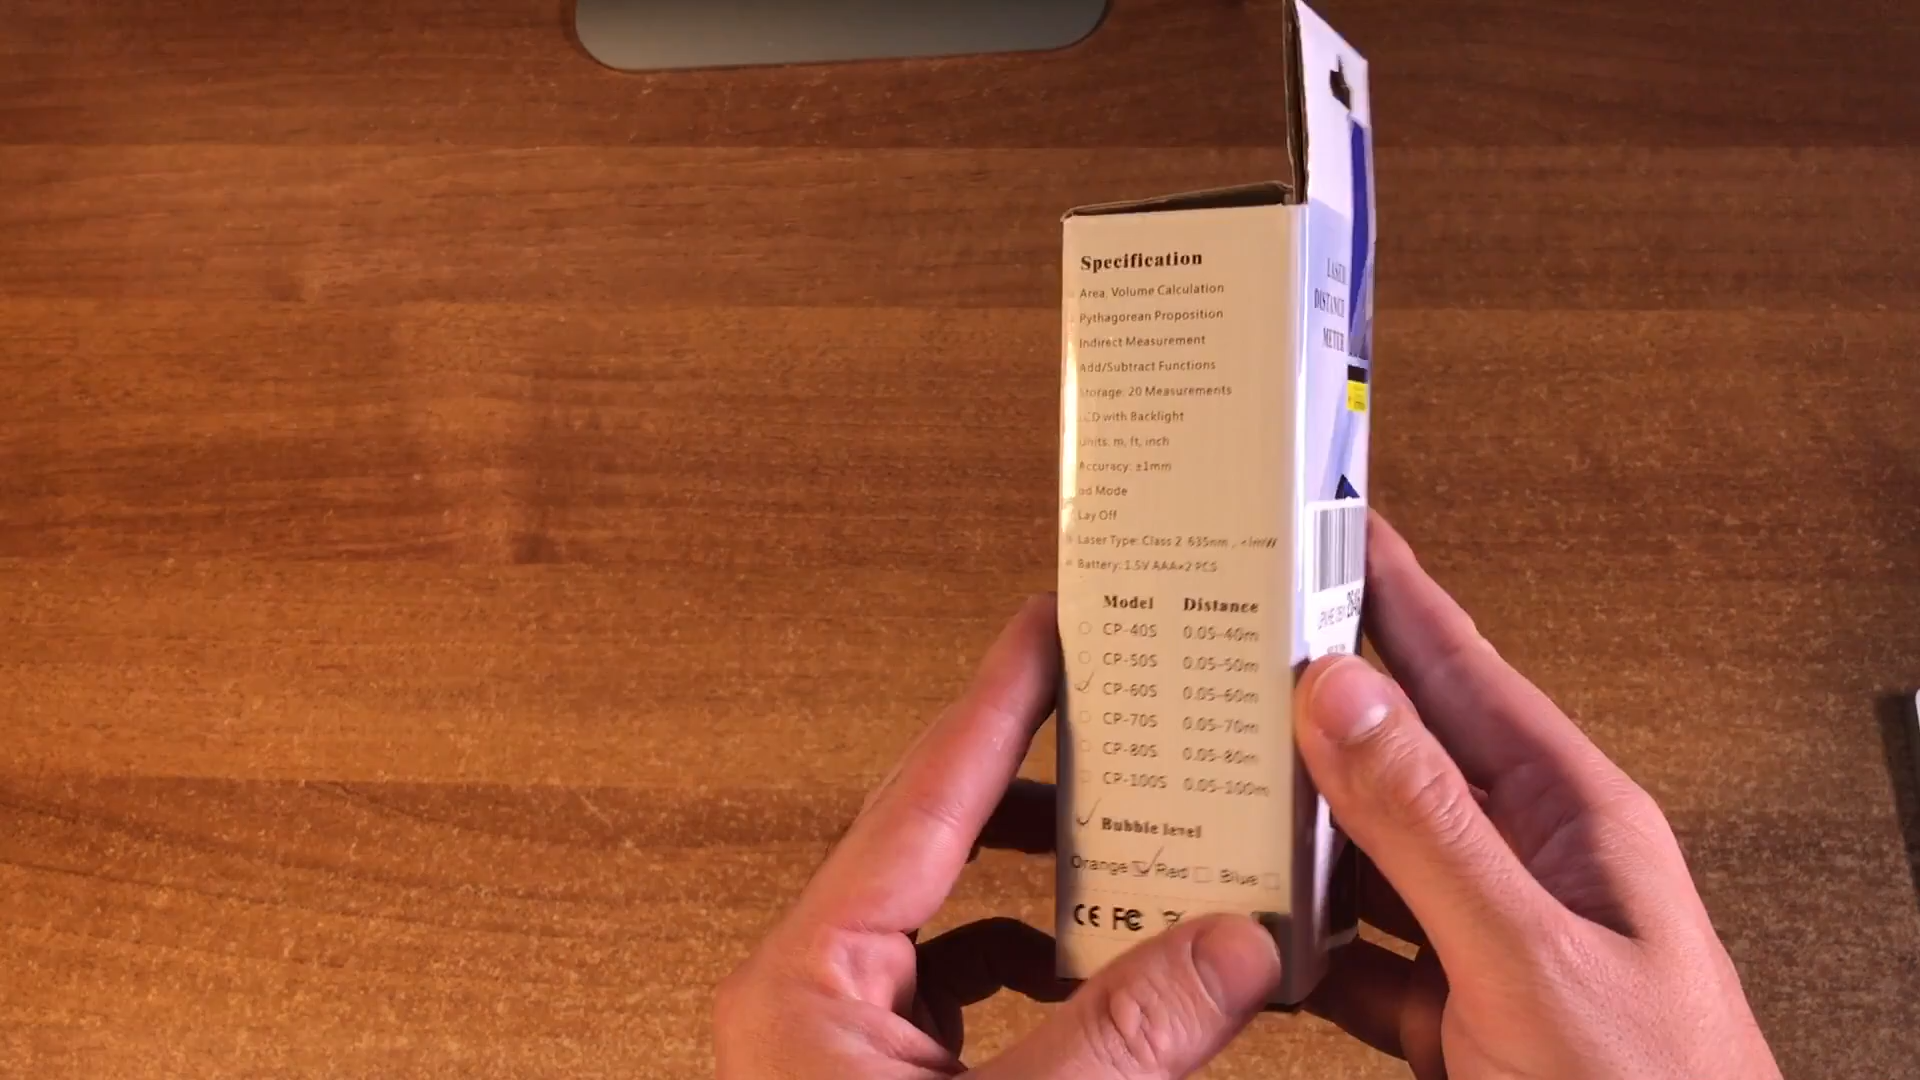 Specification
Area, Volume Calculation
Pythagorean Proposition
Indirect Measurement
Add/Subtract Functions
Storage: 20 Measurements
LCD with Backlight
Units: m, ft, inch
Accuracy: ±1mm
Mode
Lay Off
Laser Type: Class 2 635nm , <1mW
Battery: 1.5V AAA×2 PCS
Model Distance
CP-40S 0.05-40m
CP-50S 0.05-50m
CP-60S 0.05-60m
CP-70S 0.05-70m
CP-80S 0.05-80m
CP-100S 0.05-100m
Bubble level
Orange Red Blue
CE FC
LASER
DISTANCE
METER